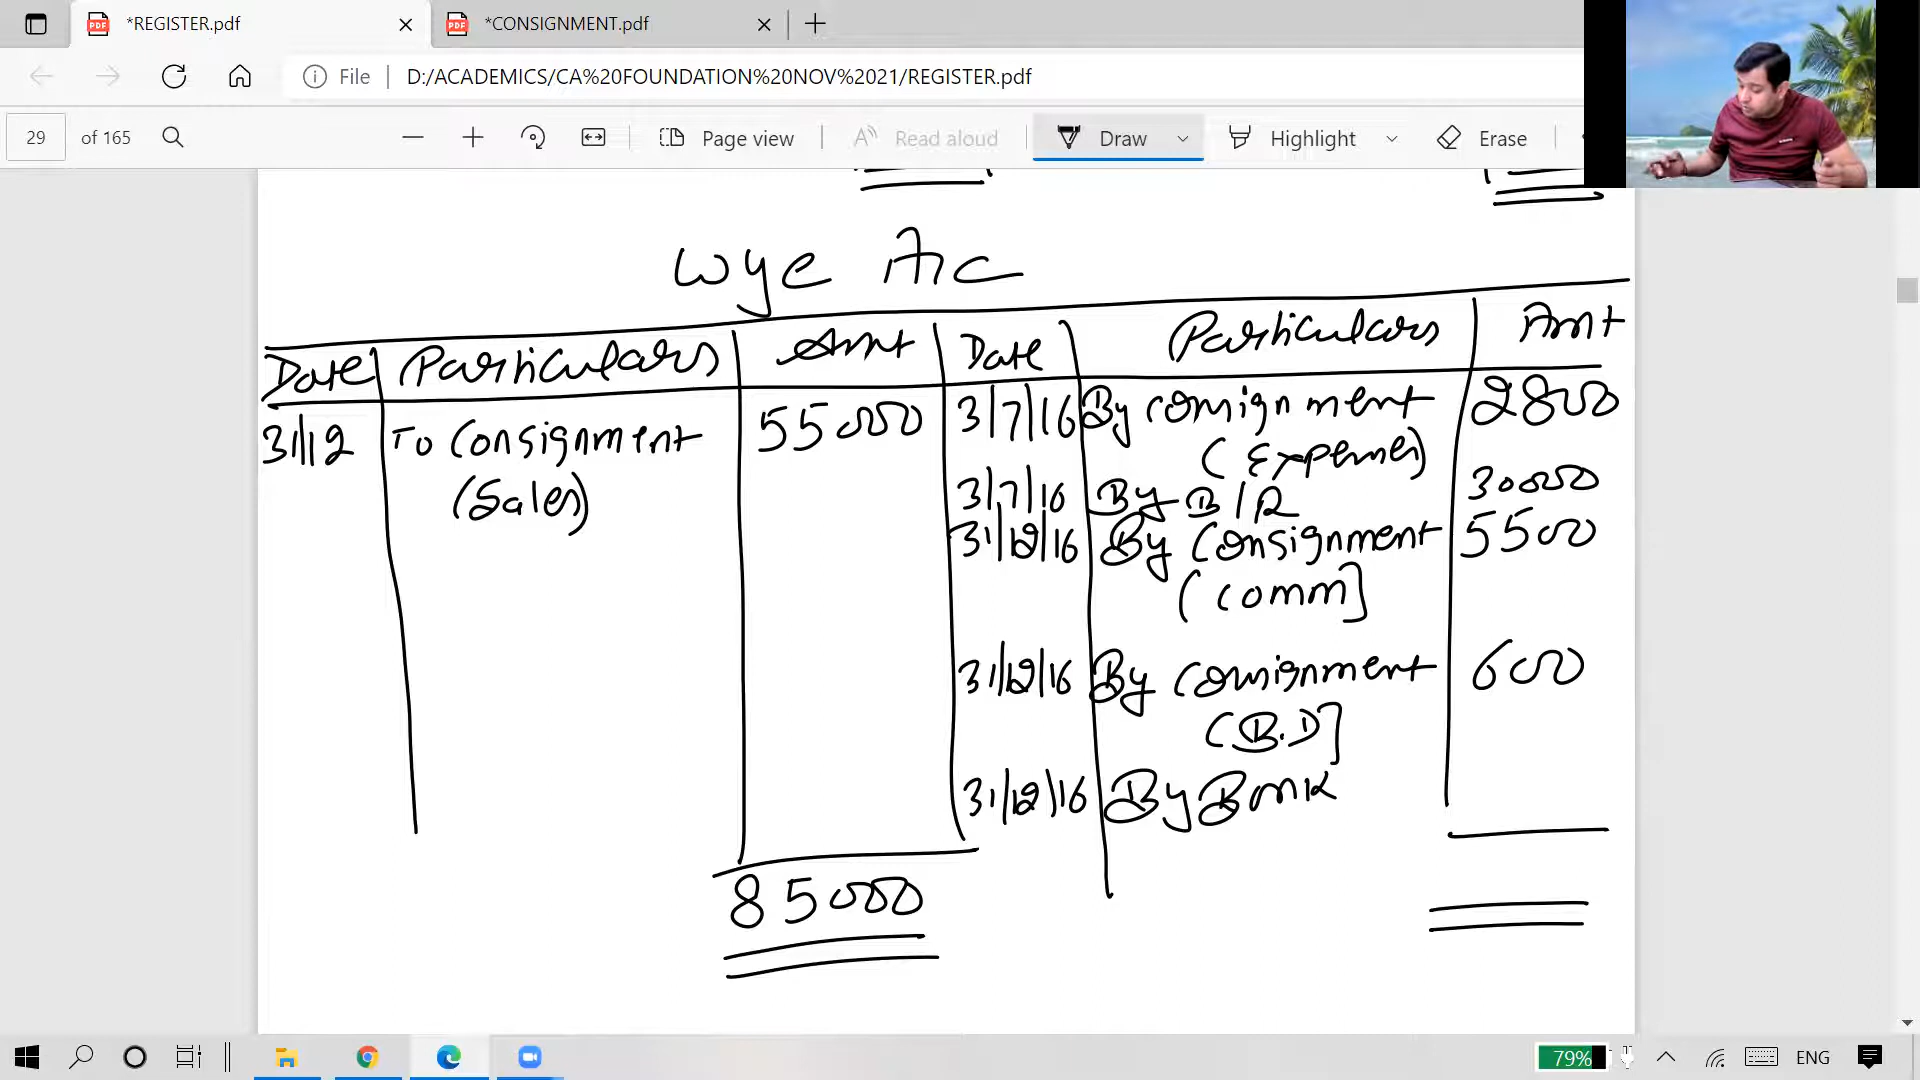 *REGISTER.pdf
*CONSIGNMENT.pdf
File
D:/ACADEMICS/CA%20FOUNDATION%20NOV%2021/REGISTER.pdf
29 of 165
Page view
Read aloud
Draw
Highlight
Erase
Wye A/c
Date Particulars Amt Date Particulars Amt
31/12 To Consignment 55000 3/7/16 By consignment 2800
(Sales) (Expenses)
3/7/16 By B/R 30000
31/12/16 By Consignment 5500
(comm]
31/12/16 By consignment 600
(B.D]
31/12/16 By Bank
85000
79%
ENG